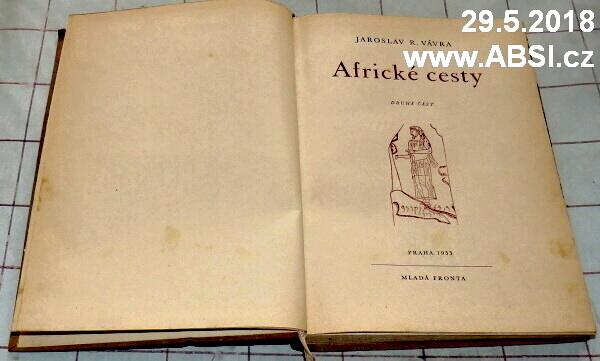 29.5.2018
www.ABSI.cz
JAROSLAV R. VÁVRA
Africké cesty
DRUHÁ ČÁST
PRAHA 1953
MLADÁ FRONTA